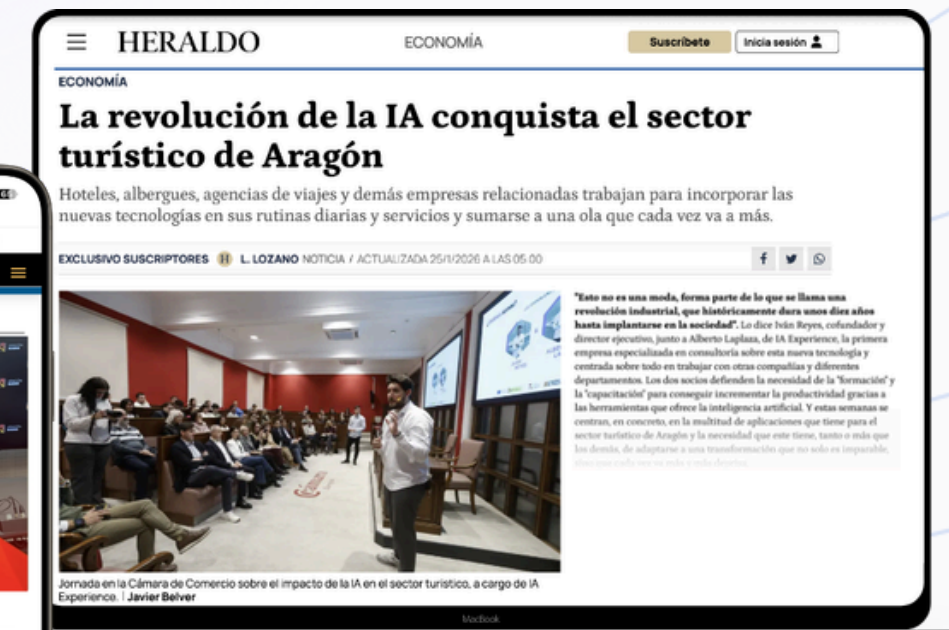 HERALDO
ECONOMÍA
Suscríbete
Inicia sesión
ECONOMÍA
La revolución de la IA conquista el sector
turístico de Aragón
Hoteles, albergues, agencias de viajes y demás empresas relacionadas trabajan para incorporar las
nuevas tecnologías en sus rutinas diarias y servicios y sumarse a una ola que cada vez va a más.
EXCLUSIVO SUSCRIPTORES H L. LOZANO NOTICIA / ACTUALIZADA 25/1/2026 A LAS 05:00
"Esto no es una moda, forma parte de lo que se llama una
revolución industrial, que históricamente dura unos diez años
hasta implantarse en la sociedad". Lo dice Iván Reyes, cofundador y
director ejecutivo, junto a Alberto Laplaza, de IA Experience, la primera
empresa especializada en consultoría sobre esta nueva tecnología y
centrada sobre todo en trabajar con otras compañías y diferentes
departamentos. Los dos socios defienden la necesidad de la "formación" y
la "capacitación" para conseguir incrementar la productividad gracias a
las herramientas que ofrece la inteligencia artificial. Y estas semanas se
centran, en concreto, en la multitud de aplicaciones que tiene para el
sector turístico de Aragón y la necesidad que este tiene, tanto o más que
los demás, de adaptarse a una transformación que no solo es imparable,
Jornada en la Cámara de Comercio sobre el impacto de la IA en el sector turístico, a cargo de IA
Experience. | Javier Belver
MacBook